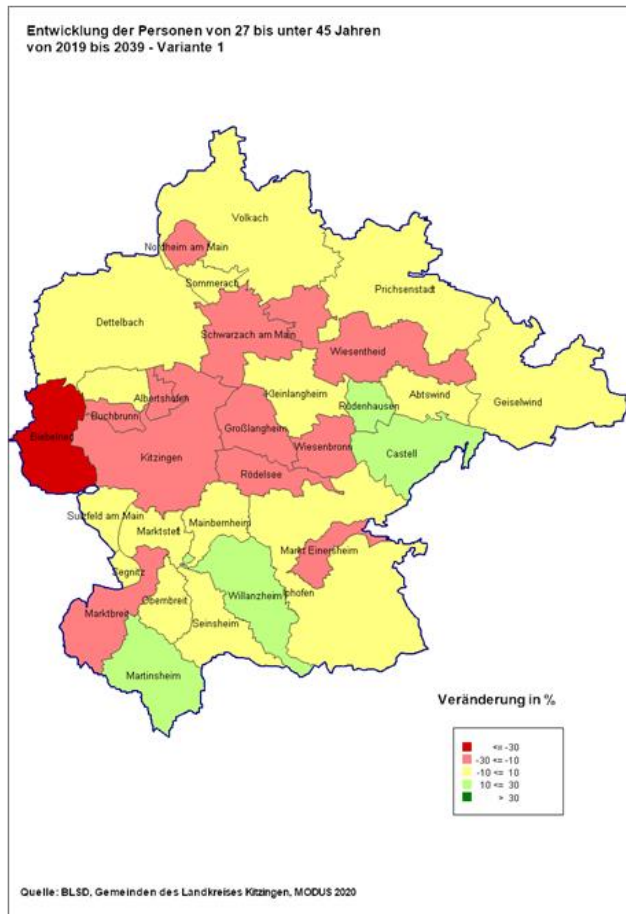 Entwicklung der Personen von 27 bis unter 45 Jahren
von 2019 bis 2039 - Variante 1
Volkach
Nordheim am Main
Sommerach
Prichsenstadt
Dettelbach
Schwarzach am Main
Wiesentheid
Kleinlangheim
Abtswind
Geiselwind
Albertshofen
Rödenhausen
Buchbrunn
Biebelried
Großlangheim
Castell
Kitzingen
Wiesenbronn
Rödelsee
Sulzfeld am Main
Mainbernheim
Marktsteft
Markt Einersheim
Segnitz
Willanzheim
Iphofen
Obernbreit
Marktbreit
Seinsheim
Martinsheim
Veränderung in %
<= -30
-30 <= -10
-10 <= 10
10 <= 30
> 30
Quelle: BLSD, Gemeinden des Landkreises Kitzingen, MODUS 2020